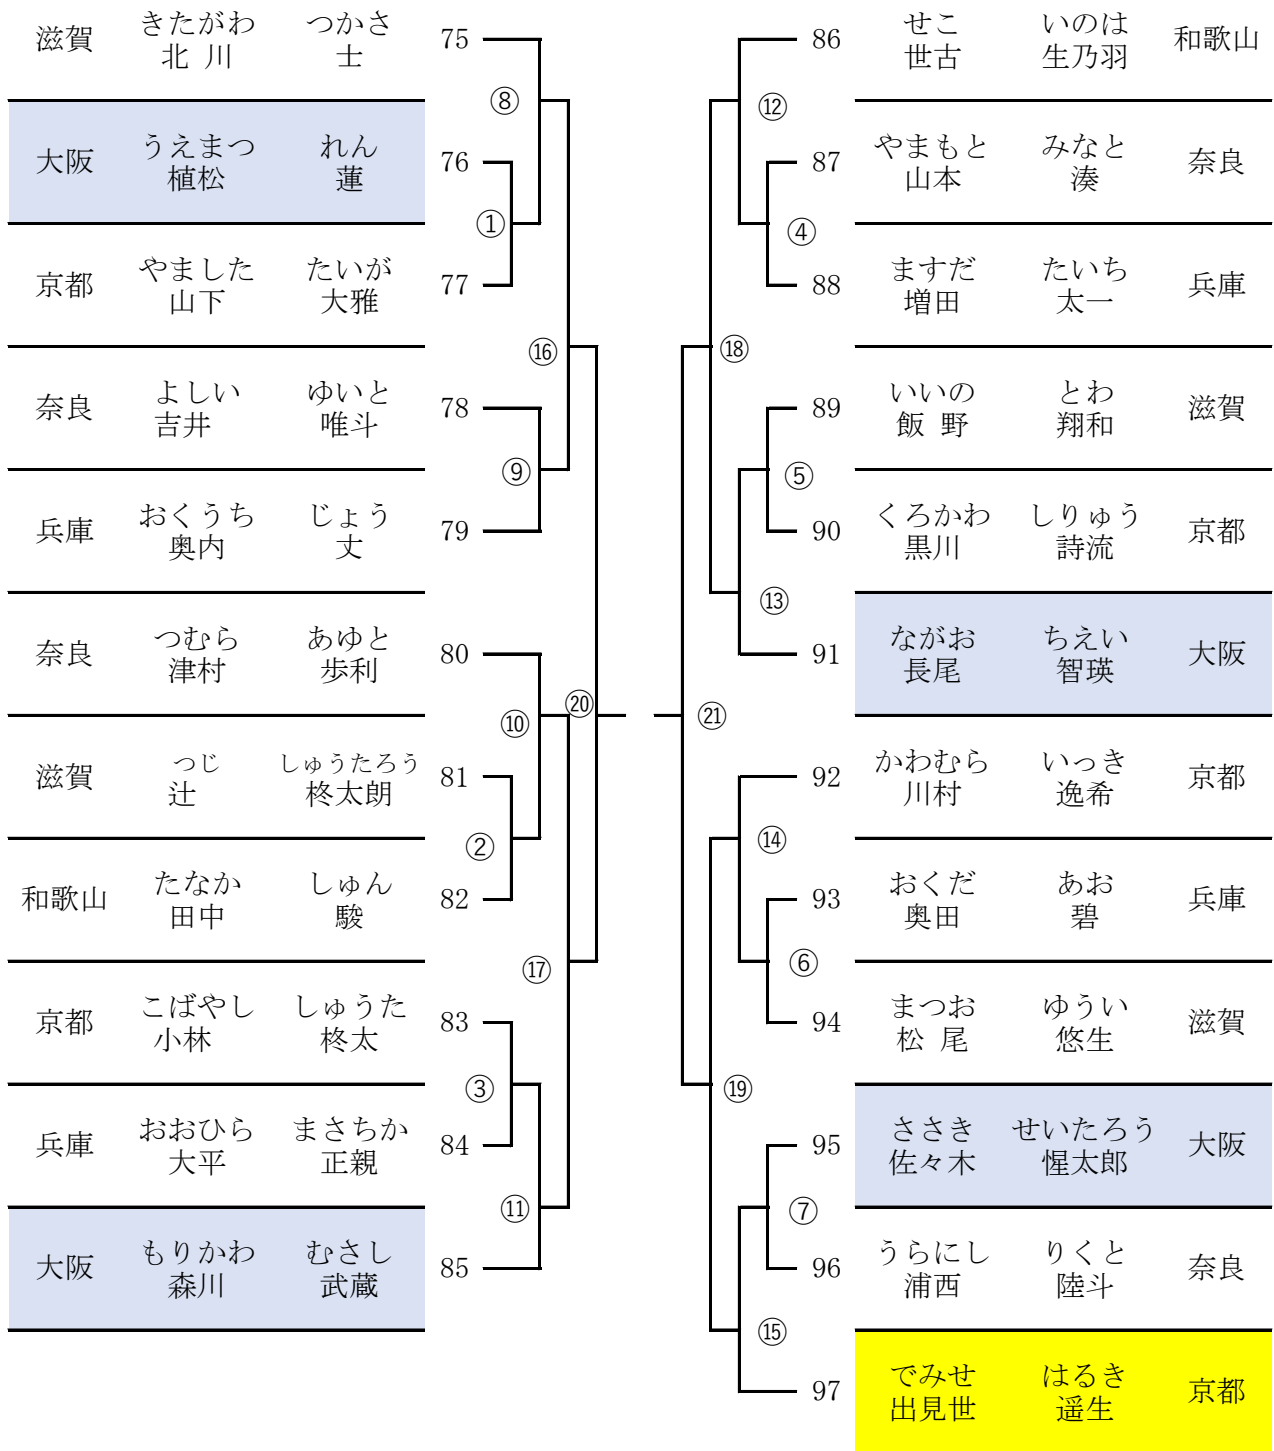 滋賀 きたがわ つかさ 75
北 川 士
⑧
大阪 うえまつ れん 76
植松 蓮
①
京都 やました たいが 77
山下 大雅
⑯
奈良 よしい ゆいと 78
吉井 唯斗
⑨
兵庫 おくうち じょう 79
奥内 丈
奈良 つむら あゆと 80
津村 歩利
⑳
⑩
滋賀 つじ しゅうたろう 81
辻 柊太朗
②
和歌山 たなか しゅん 82
田中 駿
⑰
京都 こばやし しゅうた 83
小林 柊太
③
兵庫 おおひら まさちか 84
大平 正親
⑪
大阪 もりかわ むさし 85
森川 武蔵
86 せこ いのは 和歌山
世古 生乃羽
⑫
87 やまもと みなと 奈良
山本 湊
④
88 ますだ たいち 兵庫
増田 太一
⑱
89 いいの とわ 滋賀
飯 野 翔和
⑤
90 くろかわ しりゅう 京都
黒川 詩流
⑬
91 ながお ちえい 大阪
長尾 智瑛
㉑
92 かわむら いっき 京都
川村 逸希
⑭
93 おくだ あお 兵庫
奥田 碧
⑥
94 まつお ゆうい 滋賀
松 尾 悠生
⑲
95 ささき せいたろう 大阪
佐々木 惺太郎
⑦
96 うらにし りくと 奈良
浦西 陸斗
⑮
97 でみせ はるき 京都
出見世 遥生